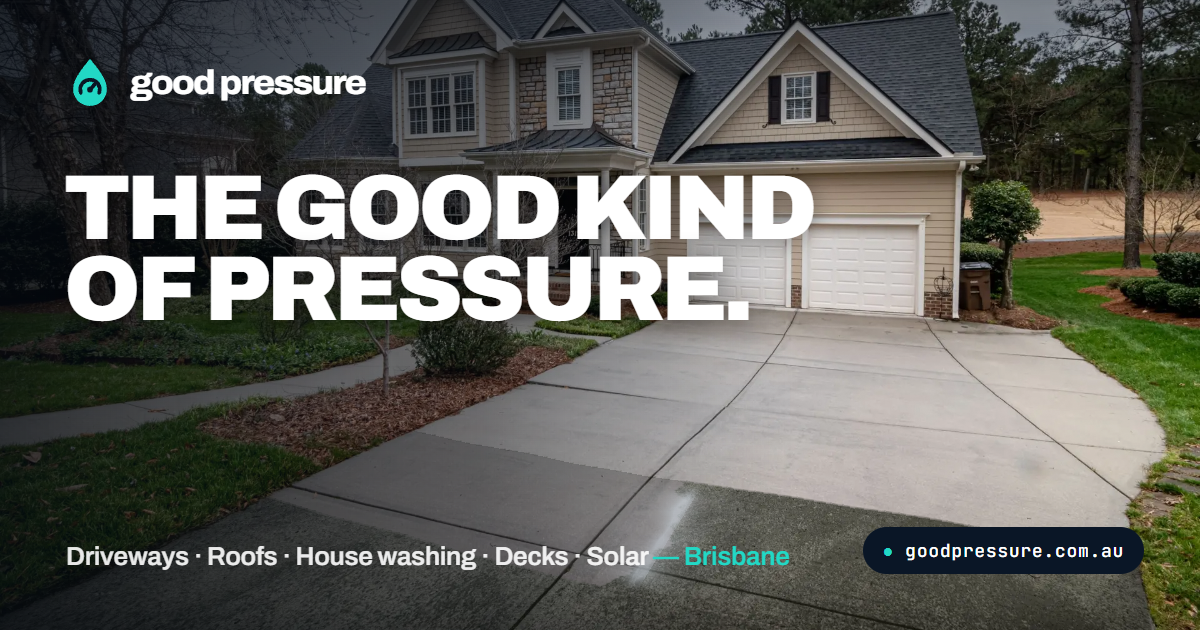 good pressure
THE GOOD KIND
OF PRESSURE.
Driveways · Roofs · House washing · Decks · Solar — Brisbane
goodpressure.com.au